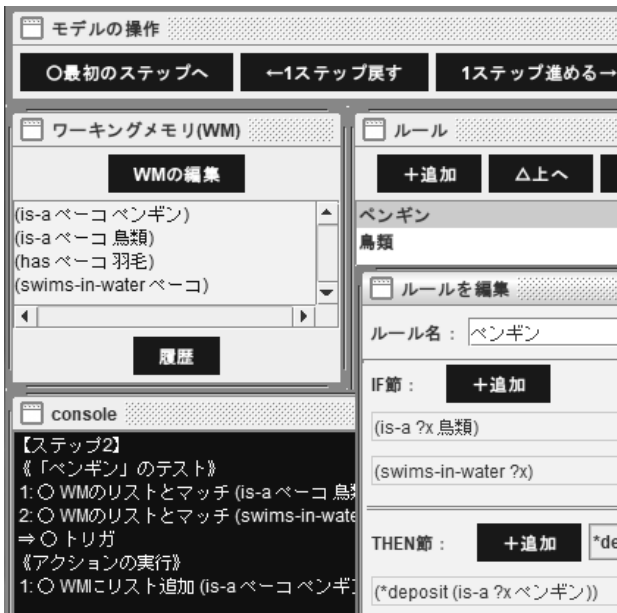 モデルの操作
○最初のステップへ
←1ステップ戻す
1ステップ進める→
ワーキングメモリ(WM)
WMの編集
(is-a ペーコ ペンギン)
(is-a ペーコ 鳥類)
(has ペーコ 羽毛)
(swims-in-water ペーコ)
履歴
ルール
＋追加
△上へ
ペンギン
鳥類
ルールを編集
ルール名：
ペンギン
IF節：
＋追加
(is-a ?x 鳥類)
(swims-in-water ?x)
THEN節：
＋追加
*de
(*deposit (is-a ?x ペンギン))
console
【ステップ2】
《「ペンギン」のテスト》
1: ○ WMのリストとマッチ (is-a ペーコ 鳥
2: ○ WMのリストとマッチ (swims-in-wate
⇒ ○ トリガ
《アクションの実行》
1: ○ WMにリスト追加 (is-a ペーコ ペンギ